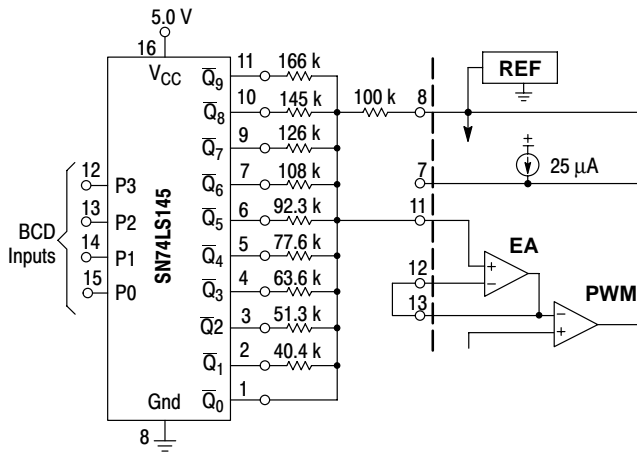 5.0 V
16
VCC
SN74LS145
BCD
Inputs
12
P3
13
P2
14
P1
15
P0
Gnd
8
Q9
11
166 k
Q8
10
145 k
Q7
9
126 k
Q6
7
108 k
Q5
6
92.3 k
Q4
5
77.6 k
Q3
4
63.6 k
Q2
3
51.3 k
Q1
2
40.4 k
Q0
1
100 k
8
REF
+
7
25 µA
11
EA
12
+
−
13
PWM
−
+